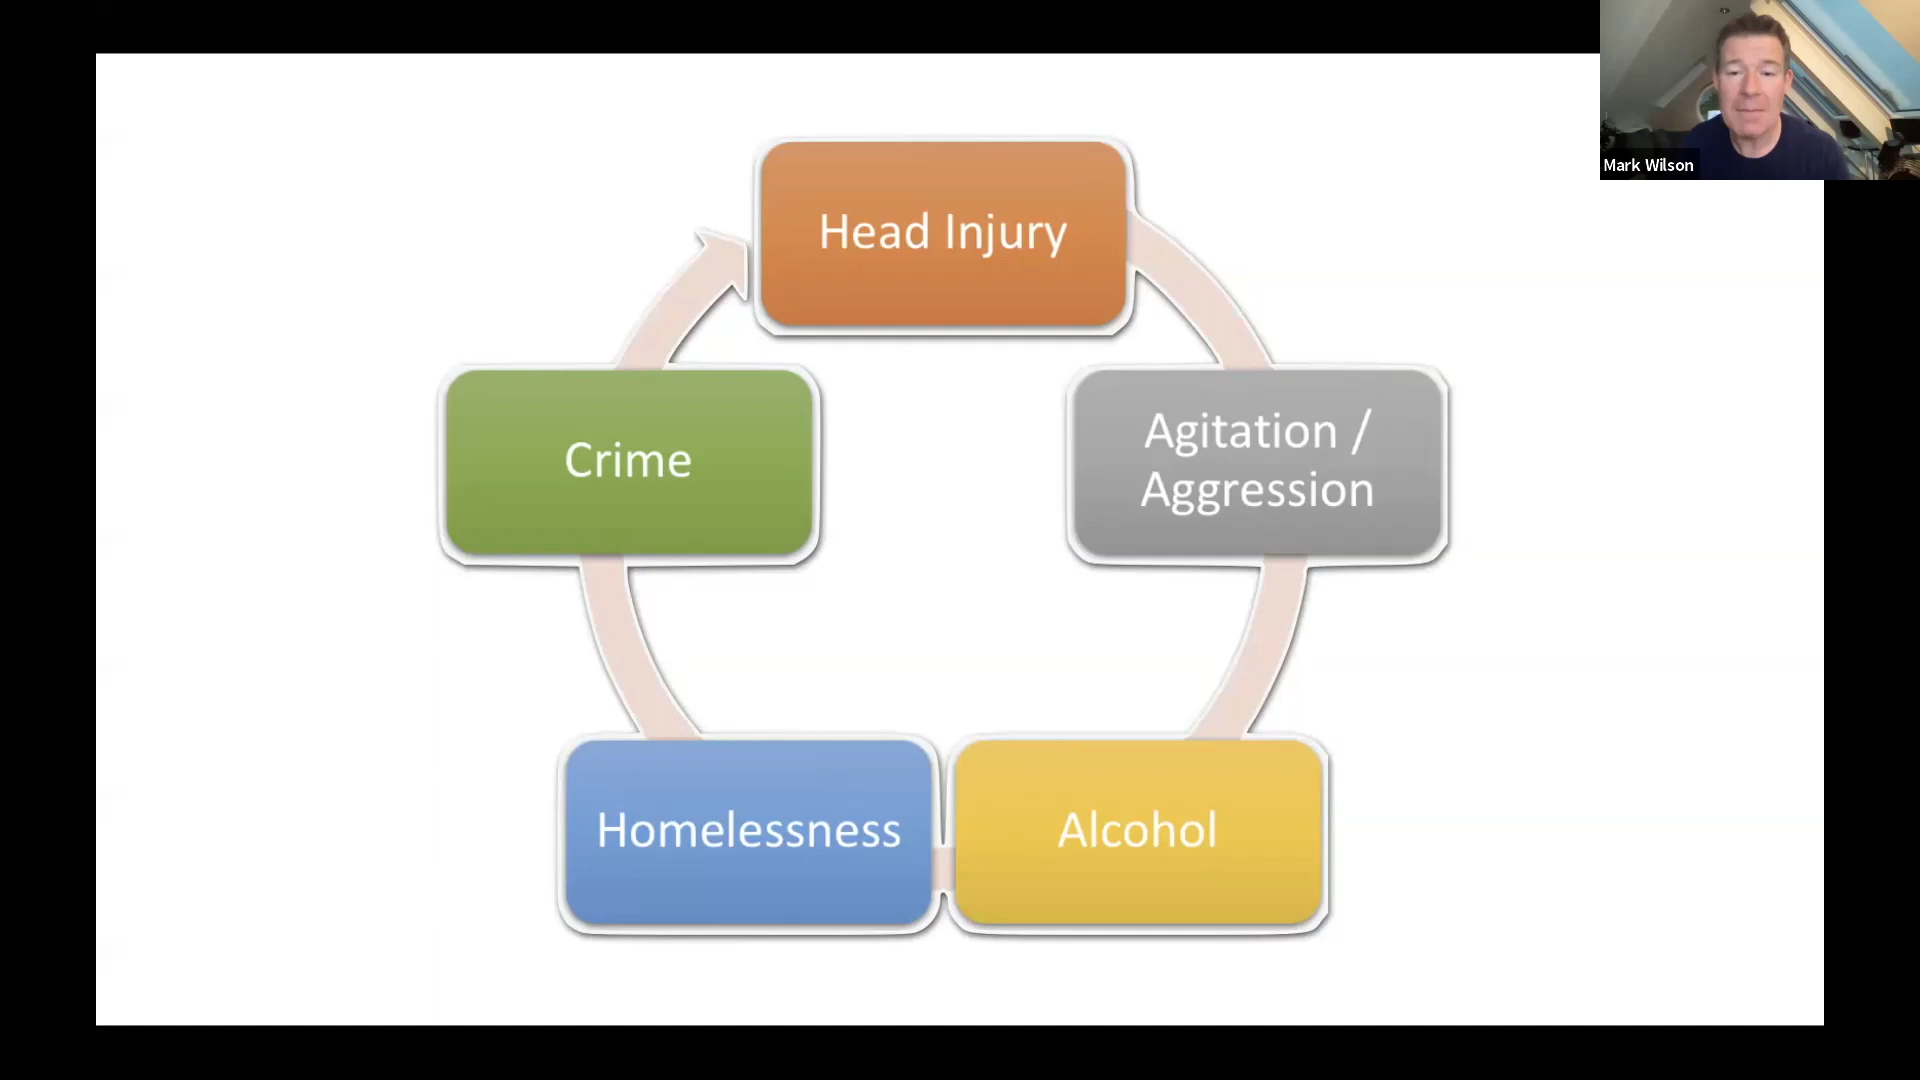 Mark Wilson
Head Injury
Crime
Agitation /
Aggression
Homelessness
Alcohol